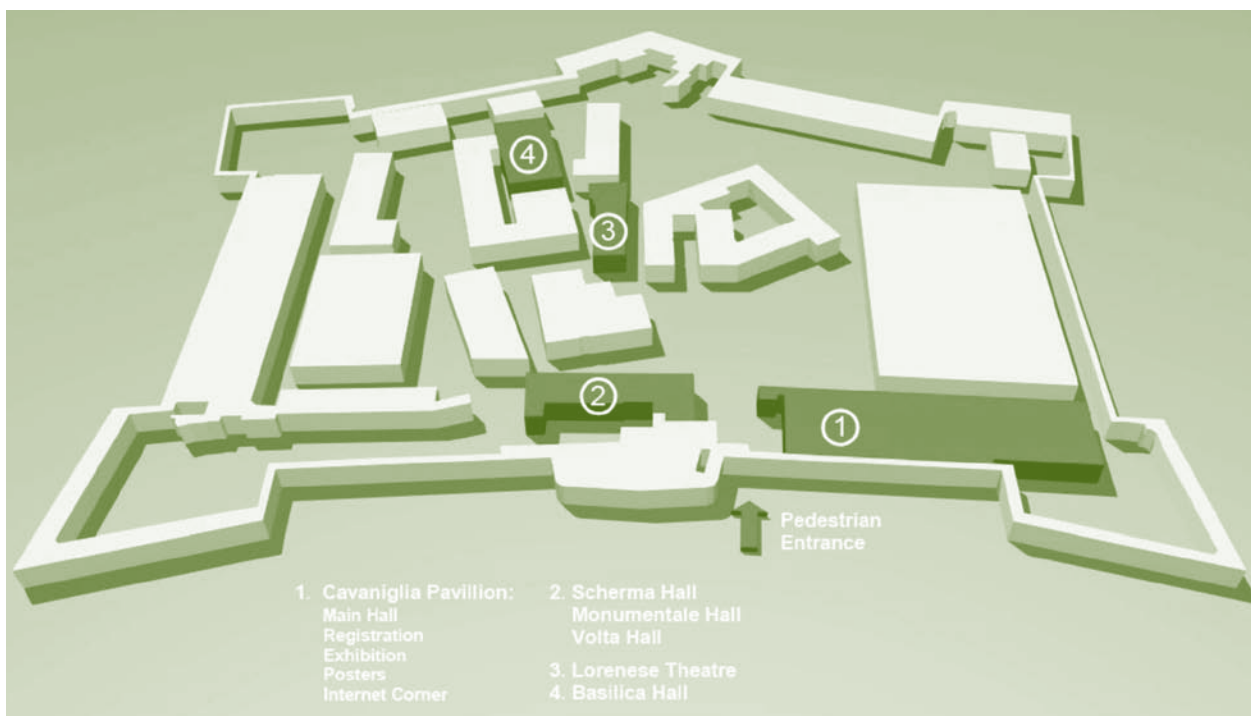 4
3
2
1
Pedestrian
Entrance
1. Cavaniglia Pavillion:
Main Hall
Registration
Exhibition
Posters
Internet Corner
2. Scherma Hall
Monumentale Hall
Volta Hall
3. Lorenese Theatre
4. Basilica Hall